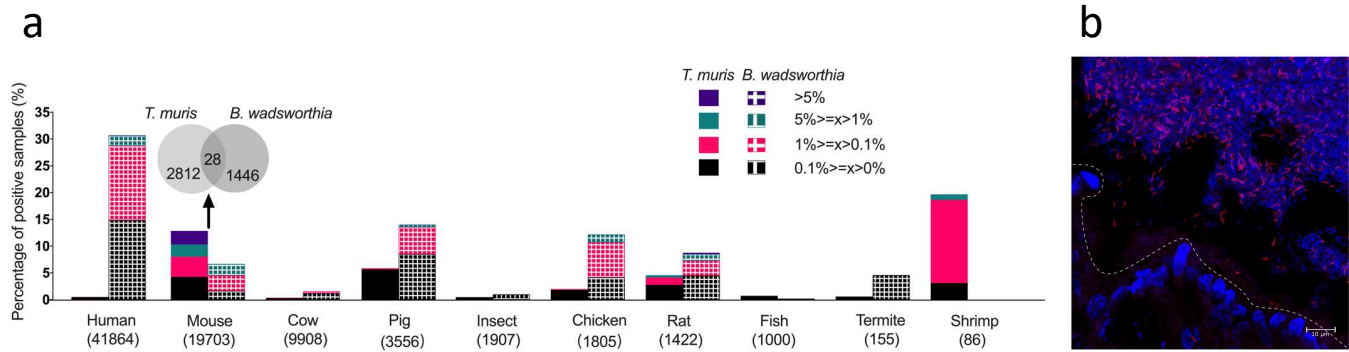 a
b
Percentage of positive samples (%)
35
30
25
20
15
10
5
0
T. muris
B. wadsworthia
2812
28
1446
T. muris B. wadsworthia
>5%
5%>=x>1%
1%>=x>0.1%
0.1%>=x>0%
Human Mouse Cow Pig Insect Chicken Rat Fish Termite Shrimp
(41864) (19703) (9908) (3556) (1907) (1805) (1422) (1000) (155) (86)
10 µm